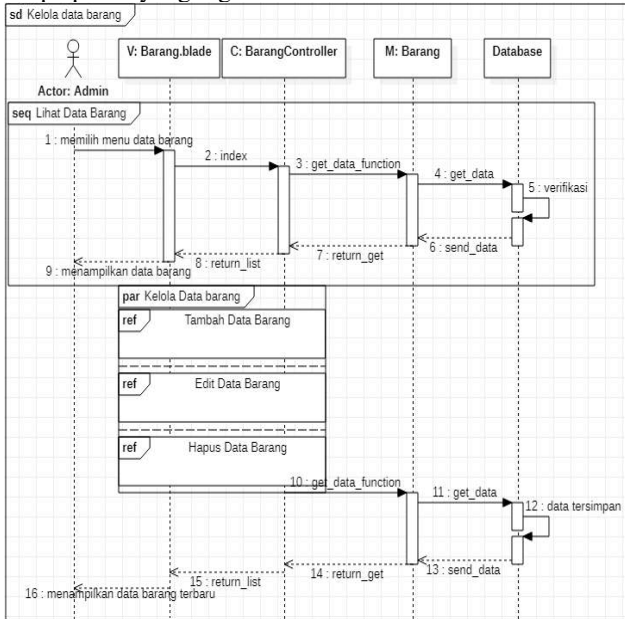 sd Kelola data barang
V: Barang.blade
C: BarangController
M: Barang
Database
Actor: Admin
seq Lihat Data Barang
1 : memilih menu data barang
2 : index
3 : get_data_function
4 : get_data
5 : verifikasi
6 : send_data
7 : return_get
8 : return_list
9 : menampilkan data barang
par Kelola Data barang
ref Tambah Data Barang
ref Edit Data Barang
ref Hapus Data Barang
10 : get_data_function
11 : get_data
12 : data tersimpan
13 : send_data
14 : return_get
15 : return_list
16 : menampilkan data barang terbaru